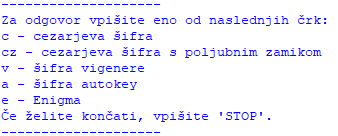 --------------------
Za odgovor vpišite eno od naslednjih črk:
c - cezarjeva šifra
cz - cezarjeva šifra s poljubnim zamikom
v - šifra vigenere
a - šifra autokey
e - Enigma
Če želite končati, vpišite 'STOP'.
--------------------